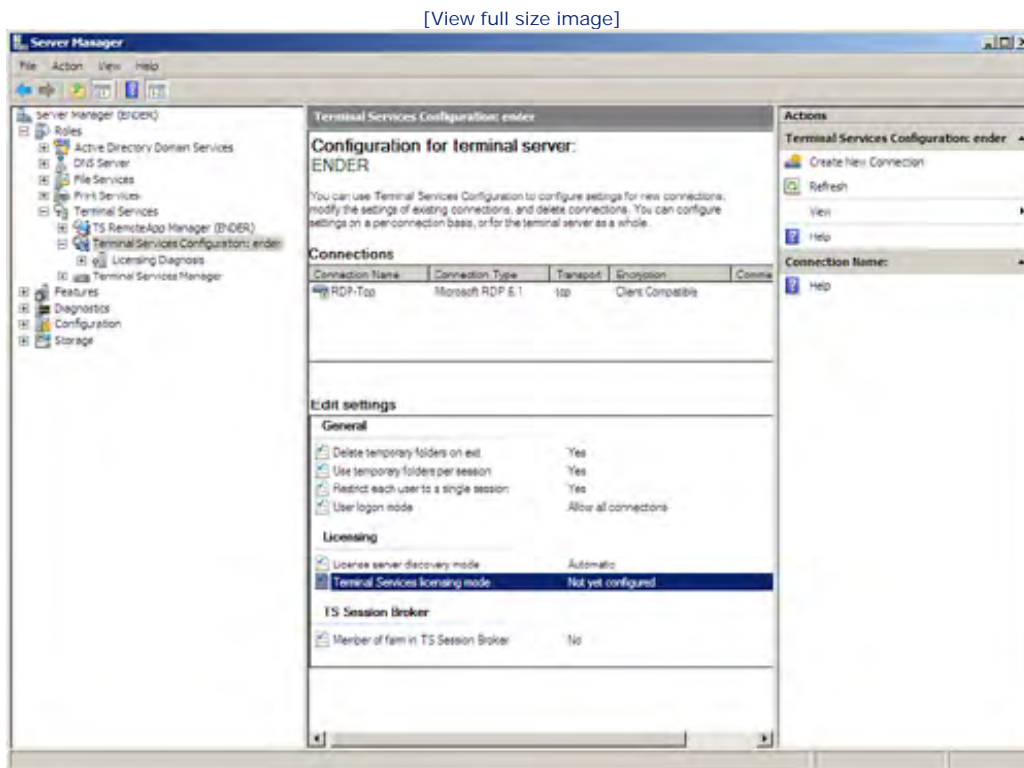 [View full size image]
Server Manager
File Action View Help
Server Manager (ENDER)
Roles
Active Directory Domain Services
DNS Server
File Services
Print Services
Terminal Services
TS RemoteApp Manager (ENDER)
Terminal Services Configuration: ender
Licensing Diagnosis
Terminal Services Manager
Features
Diagnostics
Configuration
Storage
Terminal Services Configuration: ender
Configuration for terminal server:
ENDER
You can use Terminal Services Configuration to configure settings for new connections,
modify the settings of existing connections, and delete connections. You can configure
settings on a per connection basis, or for the terminal server as a whole.
Connections
Connection Name Connection Type Transport Encryption Comme
RDP-Tcp Microsoft RDP 6.1 tcp Client Compatible
Edit settings
General
Delete temporary folders on exit Yes
Use temporary folders per session Yes
Restrict each user to a single session Yes
User logon mode Allow all connections
Licensing
License server discovery mode Automatic
Terminal Services licensing mode Not yet configured
TS Session Broker
Member of farm in TS Session Broker No
Actions
Terminal Services Configuration: ender
Create New Connection
Refresh
View
Help
Connection Name:
Help